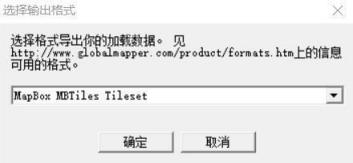 选择输出格式
选择格式导出你的加载数据。 见
http://www.globalmapper.com/product/formats.htm上的信息
可用的格式。
MapBox MBTiles Tileset
确定 取消